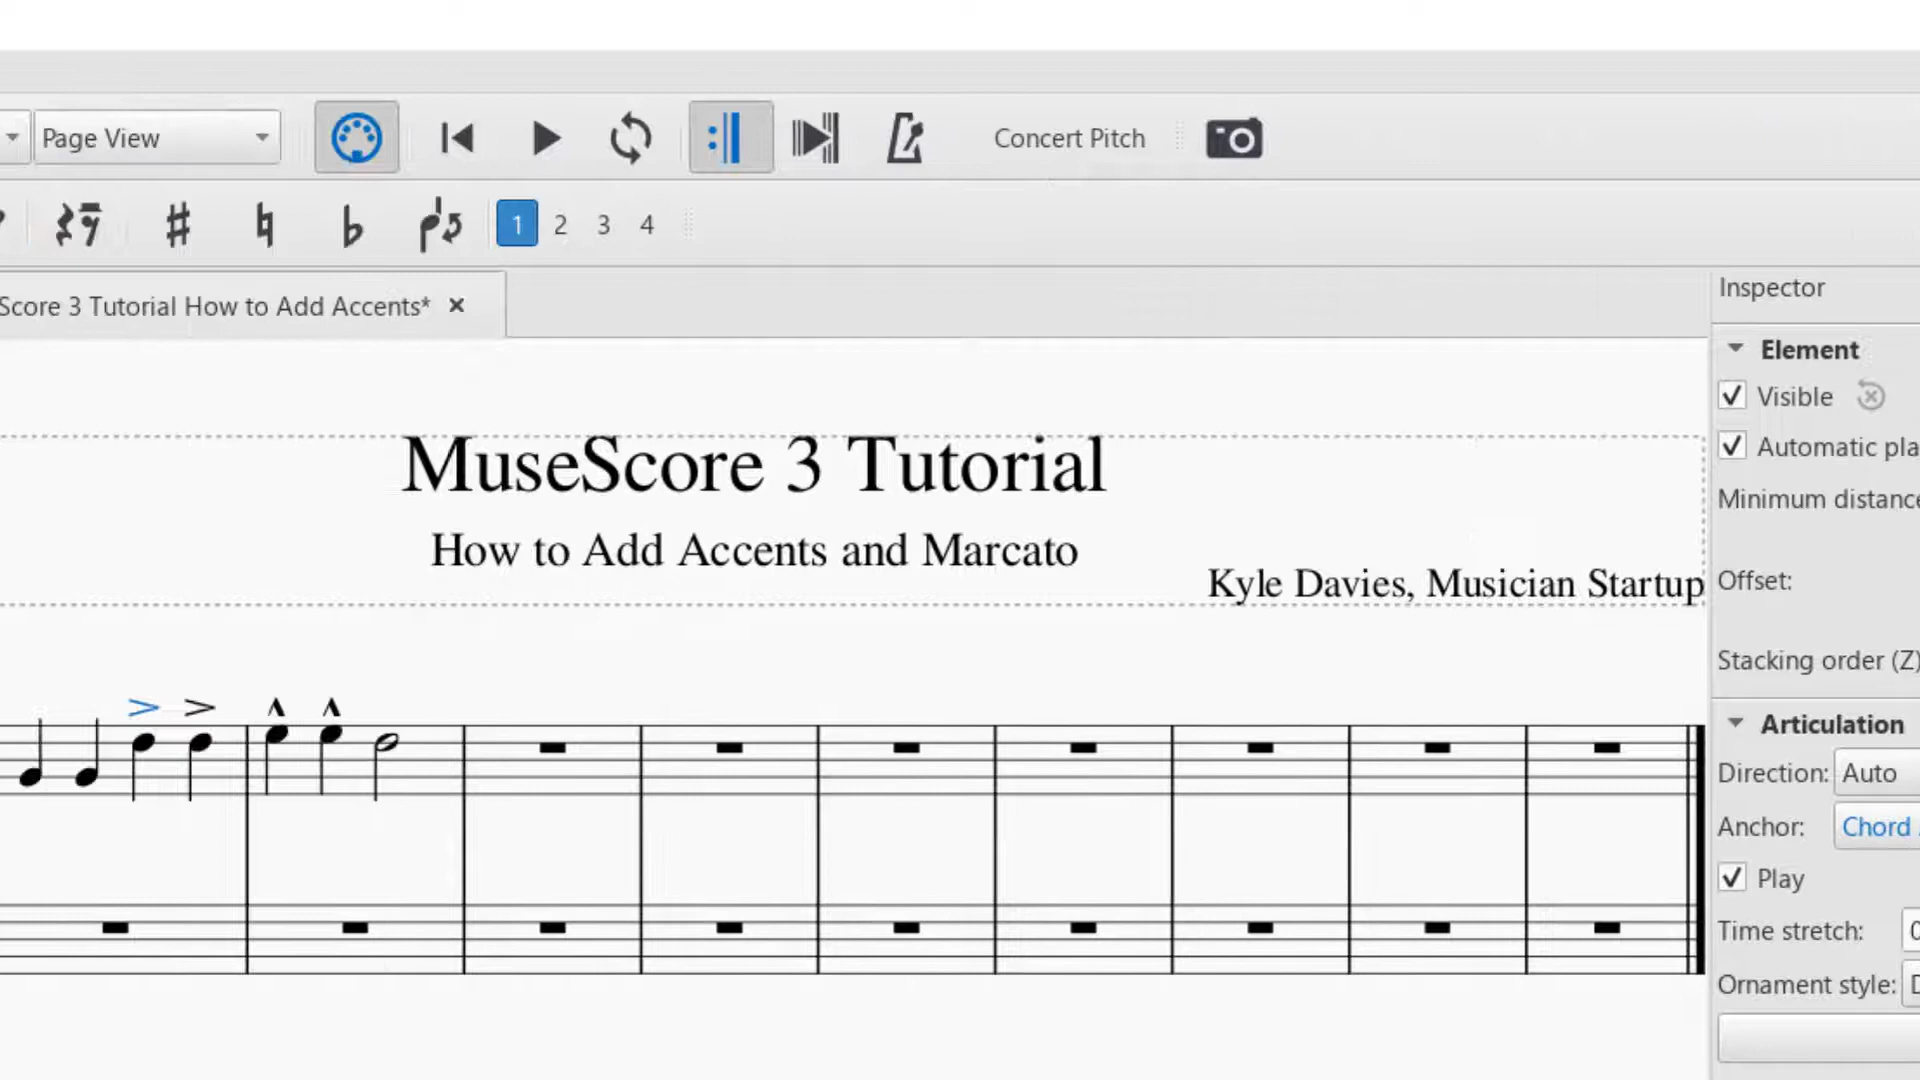 Page View
Concert Pitch
1 2 3 4
Score 3 Tutorial How to Add Accents*
Inspector
Element
Visible
Automatic pla
Minimum distance
Offset:
Stacking order (Z)
Articulation
Direction: Auto
Anchor: Chord
Play
Time stretch: 0
Ornament style: D
MuseScore 3 Tutorial
How to Add Accents and Marcato
Kyle Davies, Musician Startup